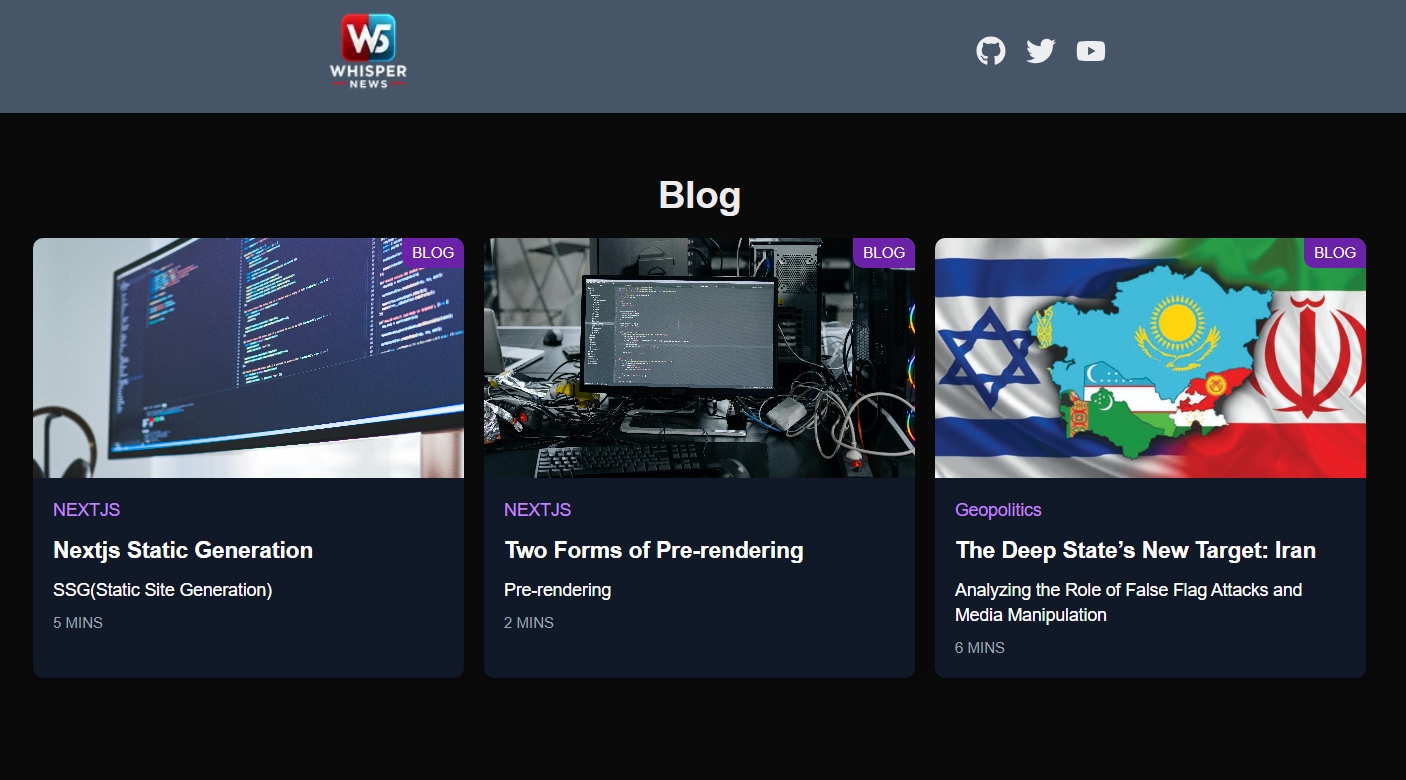 W5
WHISPER
NEWS
Blog
BLOG
NEXTJS
Nextjs Static Generation
SSG(Static Site Generation)
5 MINS
BLOG
NEXTJS
Two Forms of Pre-rendering
Pre-rendering
2 MINS
BLOG
Geopolitics
The Deep State’s New Target: Iran
Analyzing the Role of False Flag Attacks and
Media Manipulation
6 MINS